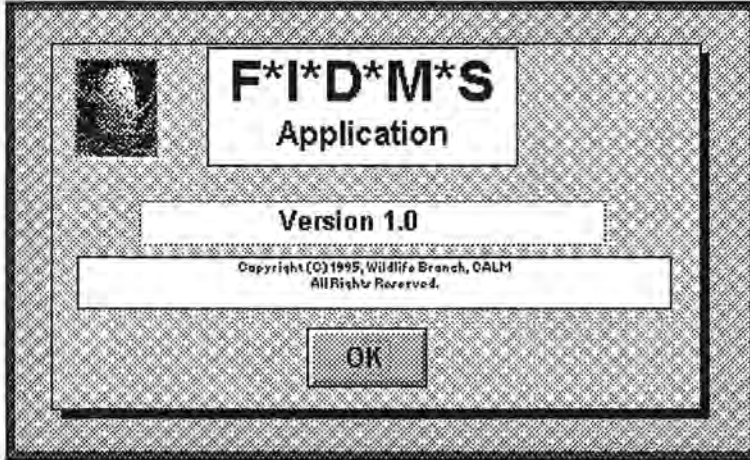 F*I*D*M*S
Application
Version 1.0
Copyright (C) 1995, Wildlife Branch, CALM
All Rights Reserved.
OK